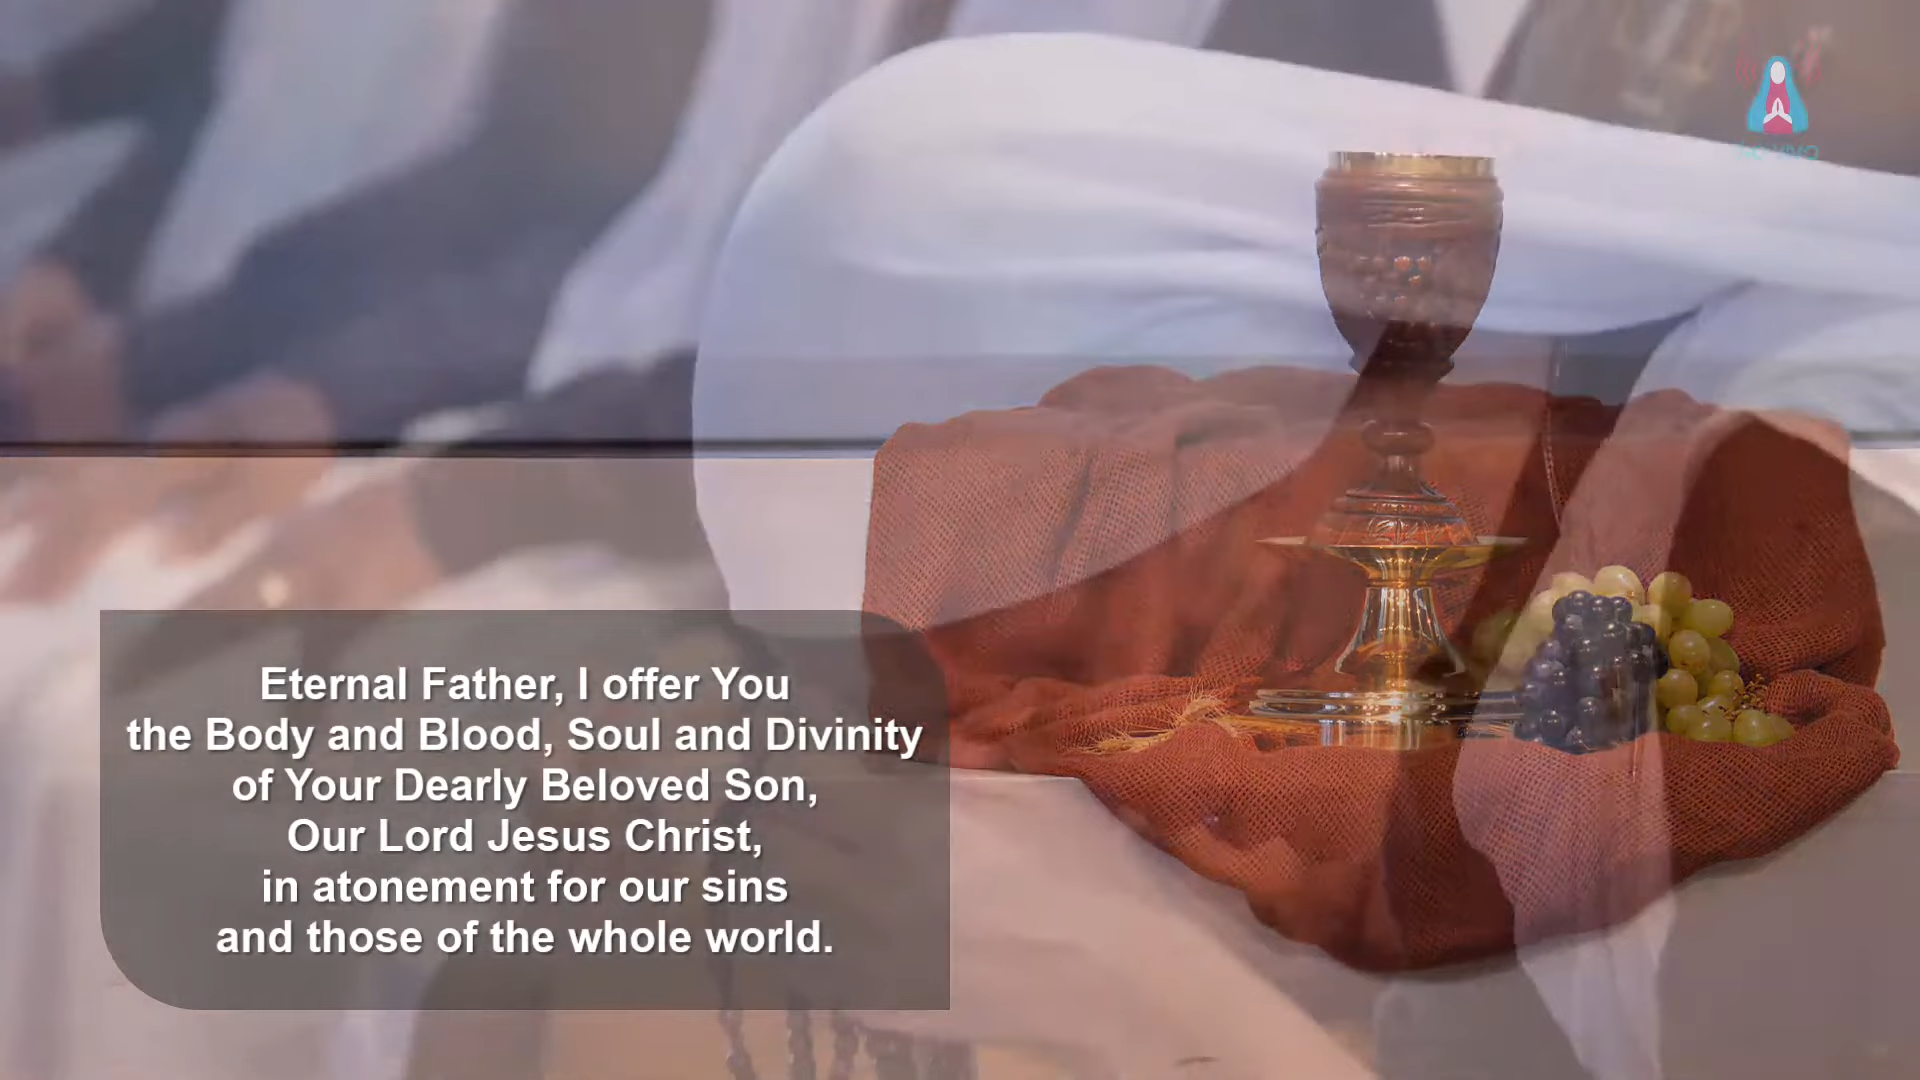 Eternal Father, I offer You
the Body and Blood, Soul and Divinity
of Your Dearly Beloved Son,
Our Lord Jesus Christ,
in atonement for our sins
and those of the whole world.